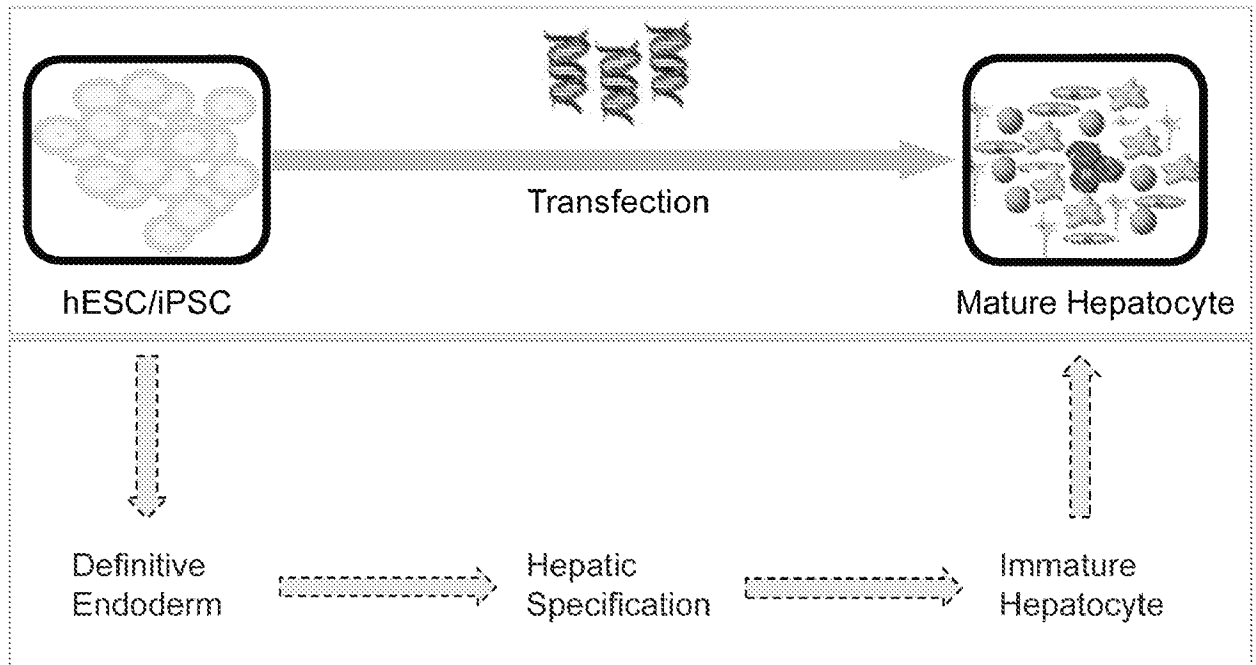 Transfection
hESC/iPSC
Mature Hepatocyte
Definitive
Endoderm
Hepatic
Specification
Immature
Hepatocyte